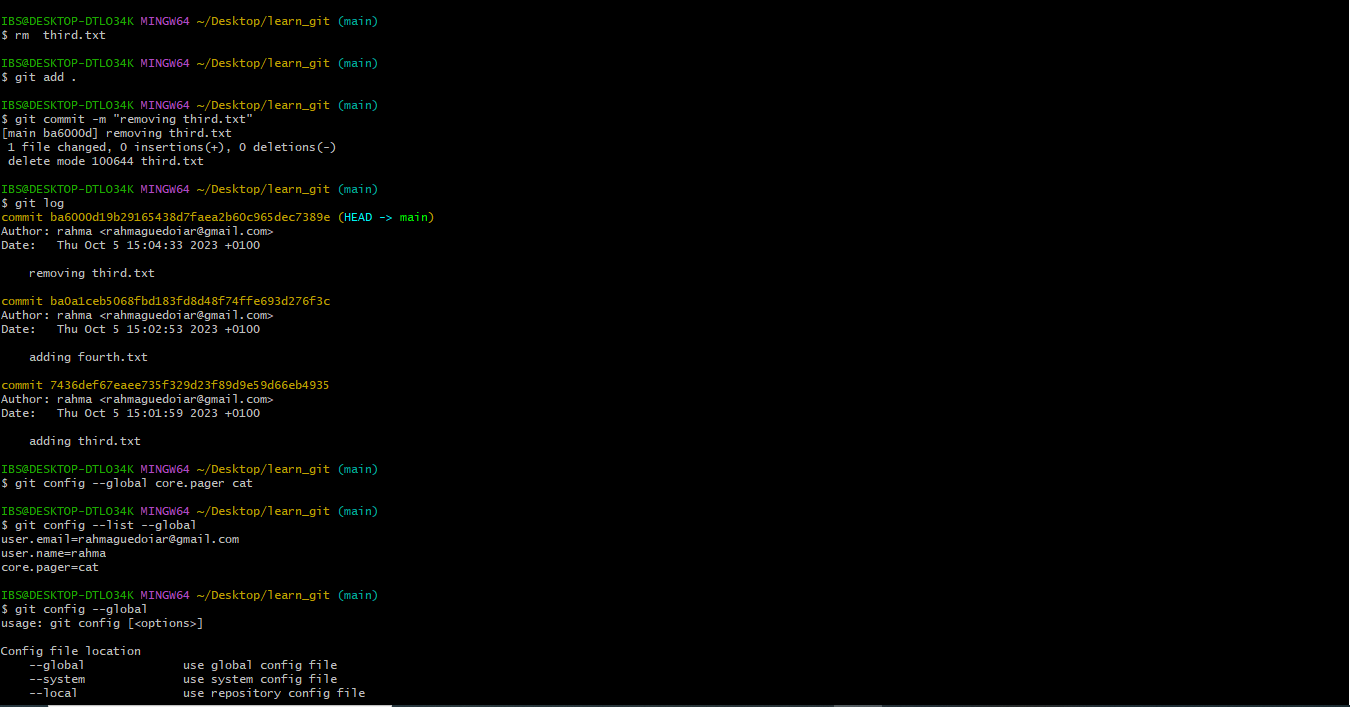 IBS@DESKTOP-DTLO34K MINGW64 ~/Desktop/learn_git (main)
$ rm  third.txt
IBS@DESKTOP-DTLO34K MINGW64 ~/Desktop/learn_git (main)
$ git add .
IBS@DESKTOP-DTLO34K MINGW64 ~/Desktop/learn_git (main)
$ git commit -m "removing third.txt"
[main ba6000d] removing third.txt
 1 file changed, 0 insertions(+), 0 deletions(-)
 delete mode 100644 third.txt
IBS@DESKTOP-DTLO34K MINGW64 ~/Desktop/learn_git (main)
$ git log
commit ba6000d19b29165438d7faea2b60c965dec7389e (HEAD -> main)
Author: rahma <rahmaguedoiar@gmail.com>
Date:   Thu Oct 5 15:04:33 2023 +0100
    removing third.txt
commit ba0a1ceb5068fbd183fd8d48f74ffe693d276f3c
Author: rahma <rahmaguedoiar@gmail.com>
Date:   Thu Oct 5 15:02:53 2023 +0100
    adding fourth.txt
commit 7436def67eaee735f329d23f89d9e59d66eb4935
Author: rahma <rahmaguedoiar@gmail.com>
Date:   Thu Oct 5 15:01:59 2023 +0100
    adding third.txt
IBS@DESKTOP-DTLO34K MINGW64 ~/Desktop/learn_git (main)
$ git config --global core.pager cat
IBS@DESKTOP-DTLO34K MINGW64 ~/Desktop/learn_git (main)
$ git config --list --global
user.email=rahmaguedoiar@gmail.com
user.name=rahma
core.pager=cat
IBS@DESKTOP-DTLO34K MINGW64 ~/Desktop/learn_git (main)
$ git config --global
usage: git config [<options>]
Config file location
    --global              use global config file
    --system              use system config file
    --local               use repository config file